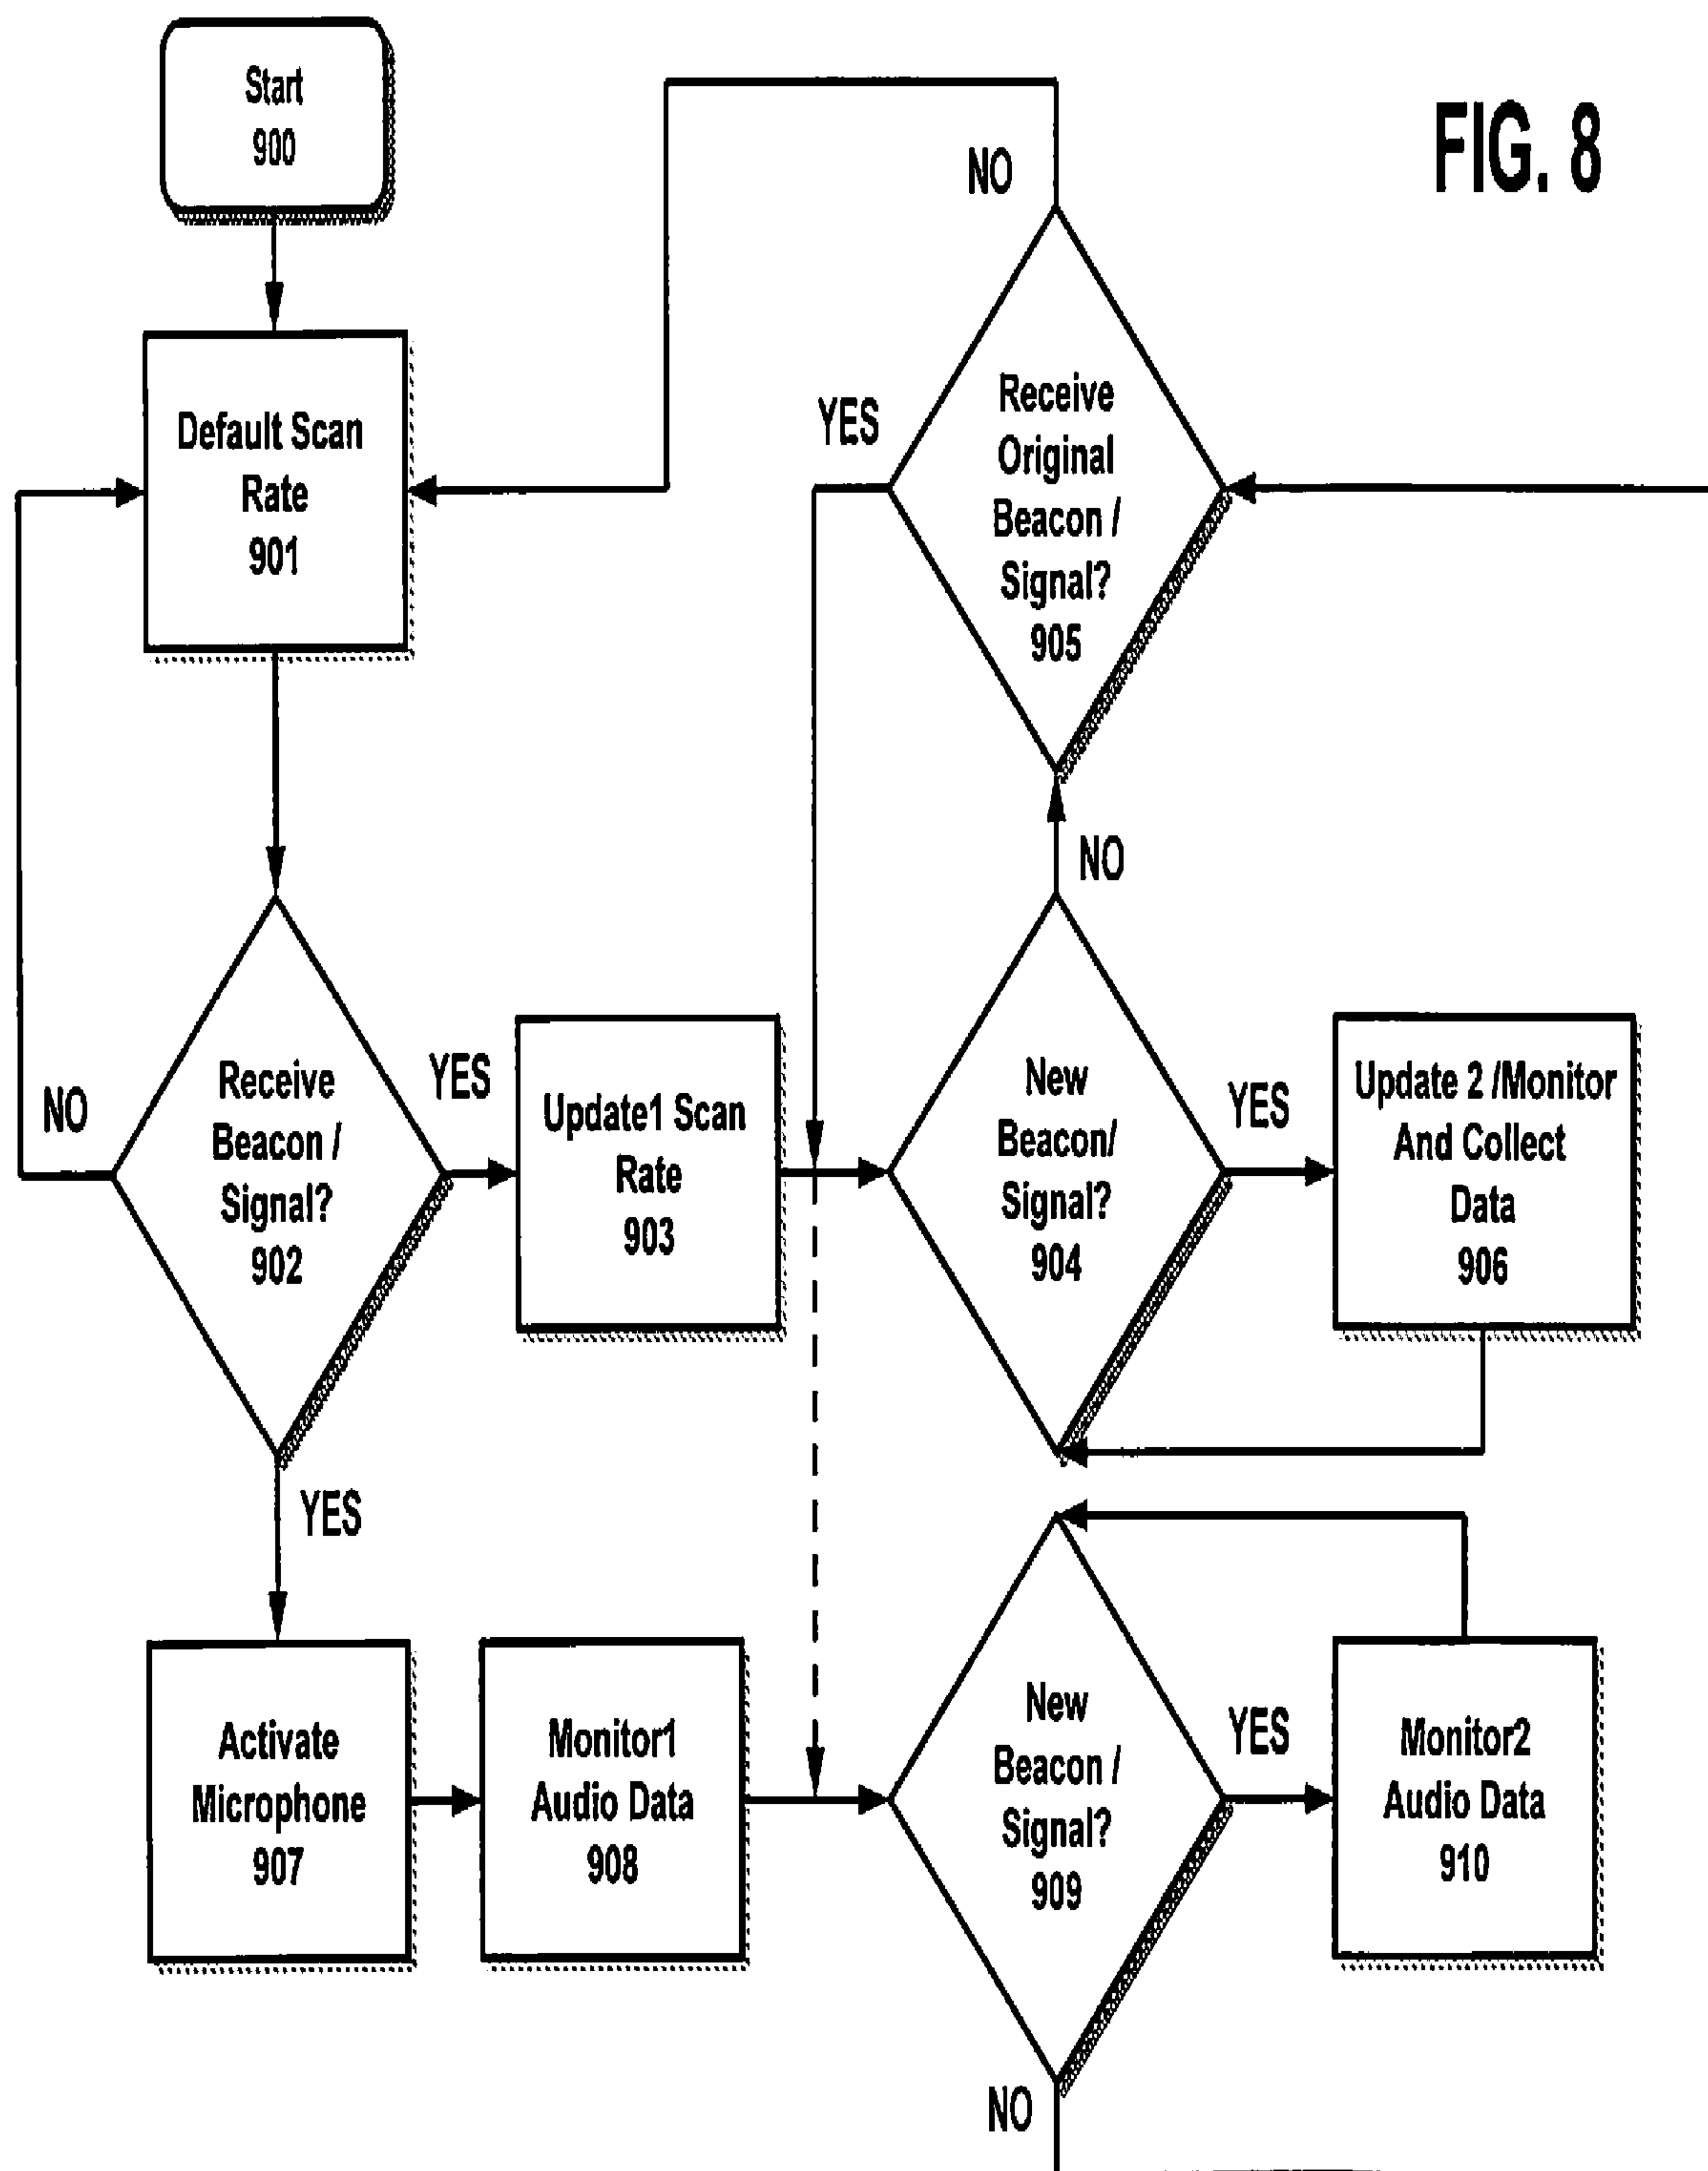 FIG. 8
Start
900
Default Scan
Rate
901
Receive
Beacon /
Signal?
902
NO
YES
YES
Update1 Scan
Rate
903
New
Beacon/
Signal?
904
NO
YES
Receive
Original
Beacon /
Signal?
905
NO
YES
Update 2 /Monitor
And Collect
Data
906
Activate
Microphone
907
Monitor1
Audio Data
908
New
Beacon /
Signal?
909
YES
NO
Monitor2
Audio Data
910